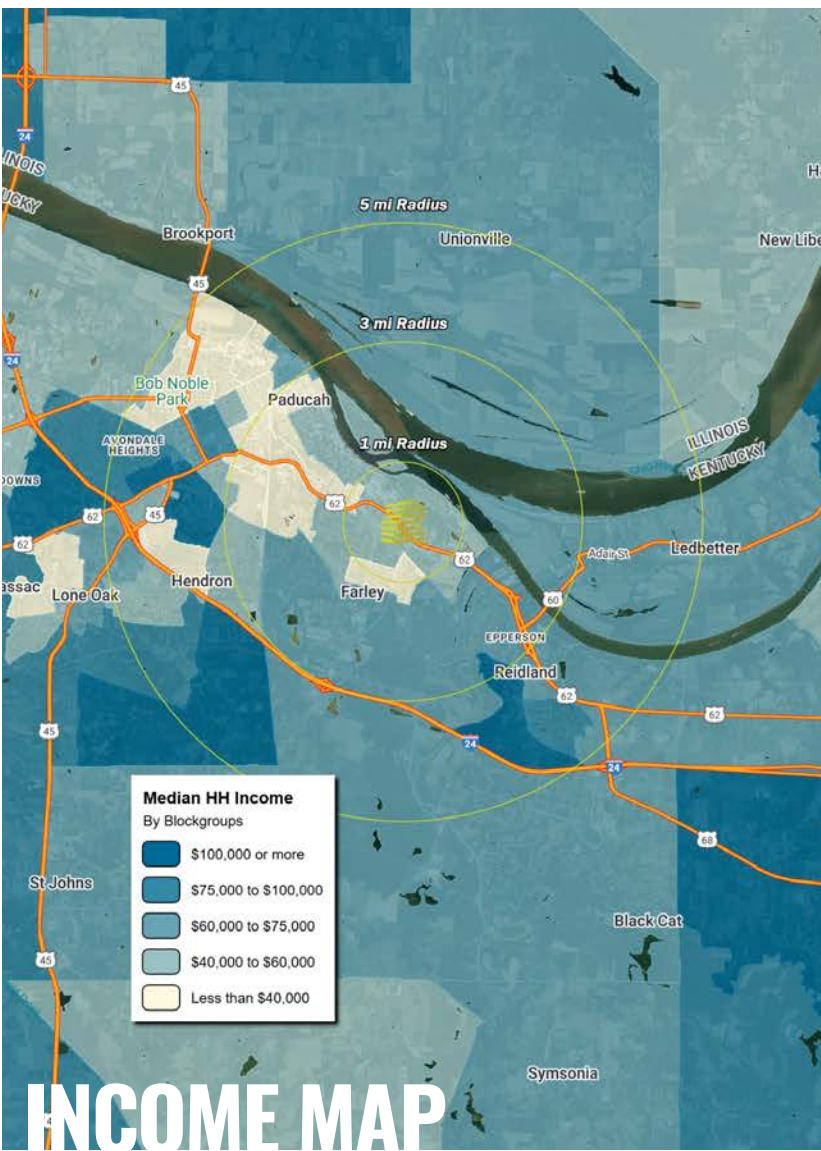 45
24
ILLINOIS
KENTUCKY
5 mi Radius
Brookport
Unionville
New Libe
45
3 mi Radius
24
Bob Noble
Park
Paducah
AVONDALE
HEIGHTS
1 mi Radius
ILLINOIS
KENTUCKY
DOWNS
62
45
62
62
62
Adair St
Ledbetter
assac
Lone Oak
Hendron
Farley
60
EPPERSON
Reidland
62
62
45
24
24
68
Median HH Income
By Blockgroups
$100,000 or more
$75,000 to $100,000
$60,000 to $75,000
$40,000 to $60,000
Less than $40,000
St Johns
Black Cat
45
Symsonia
INCOME MAP